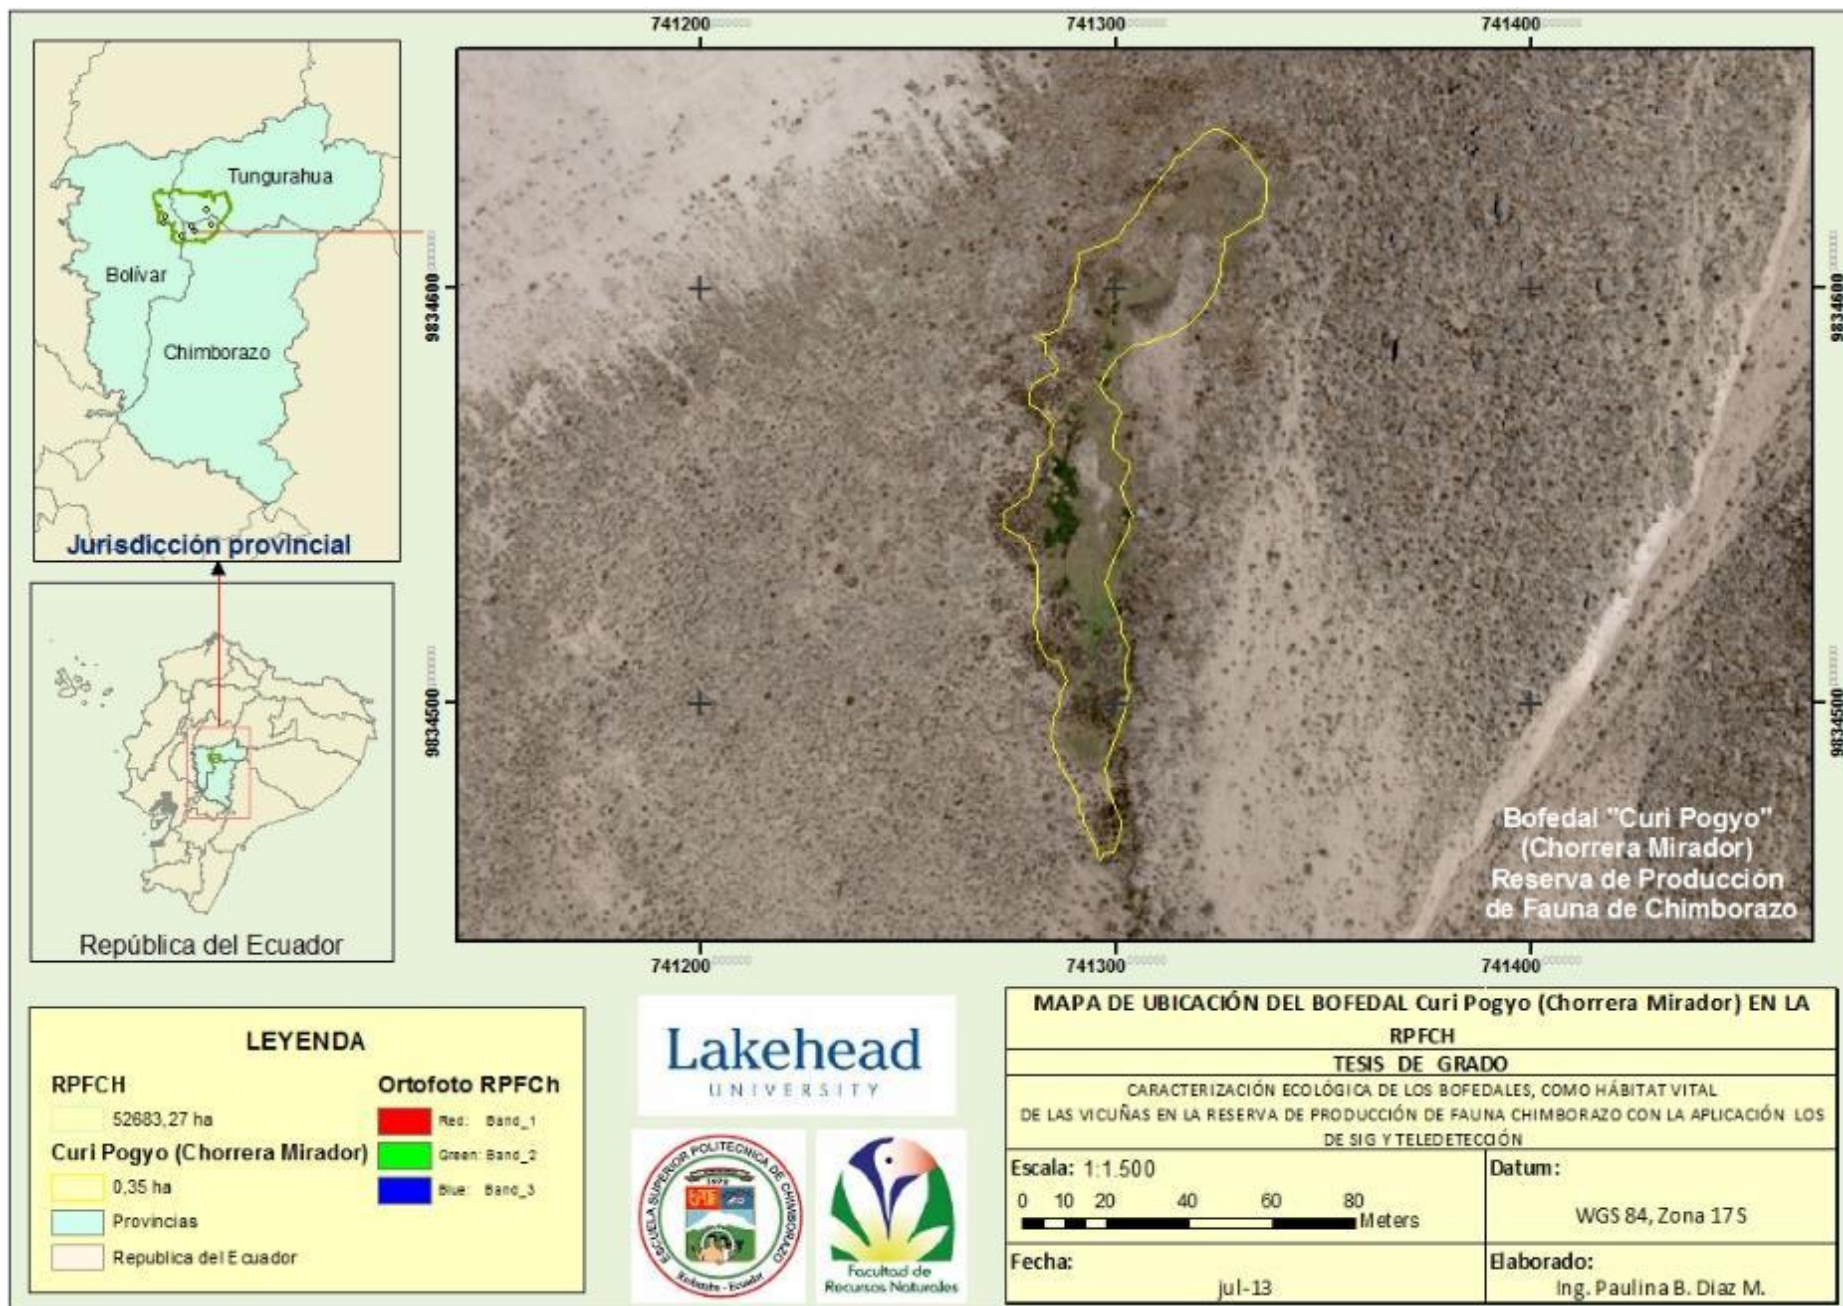 741200
741300
741400
Tungurahua
Bolívar
Chimborazo
Jurisdicción provincial
República del Ecuador
9834600
9834500
9834600
9834500
Bofedal "Curi Pogyo"
(Chorrera Mirador)
Reserva de Producción
de Fauna de Chimborazo
741200
741300
741400
LEYENDA
RPFCH
52683,27 ha
Curi Pogyo (Chorrera Mirador)
0,35 ha
Provincias
Republica del Ecuador
Ortofoto RPFCh
Red: Band_1
Green: Band_2
Blue: Band_3
Lakehead
UNIVERSITY
ESCUELA SUPERIOR POLITECNICA DE CHIMBORAZO
Riobamba - Ecuador
Facultad de
Recursos Naturales
MAPA DE UBICACIÓN DEL BOFEDAL Curi Pogyo (Chorrera Mirador) EN LA
RPFCH
TESIS DE GRADO
CARACTERIZACIÓN ECOLÓGICA DE LOS BOFEDALES, COMO HÁBITAT VITAL
DE LAS VICUÑAS EN LA RESERVA DE PRODUCCIÓN DE FAUNA CHIMBORAZO CON LA APLICACIÓN LOS
DE SIG Y TELEDETECCIÓN
Escala: 1:1.500
0 10 20 40 60 80
Meters
Datum:
WGS 84, Zona 17 S
Fecha:
jul-13
Elaborado:
Ing. Paulina B. Diaz M.